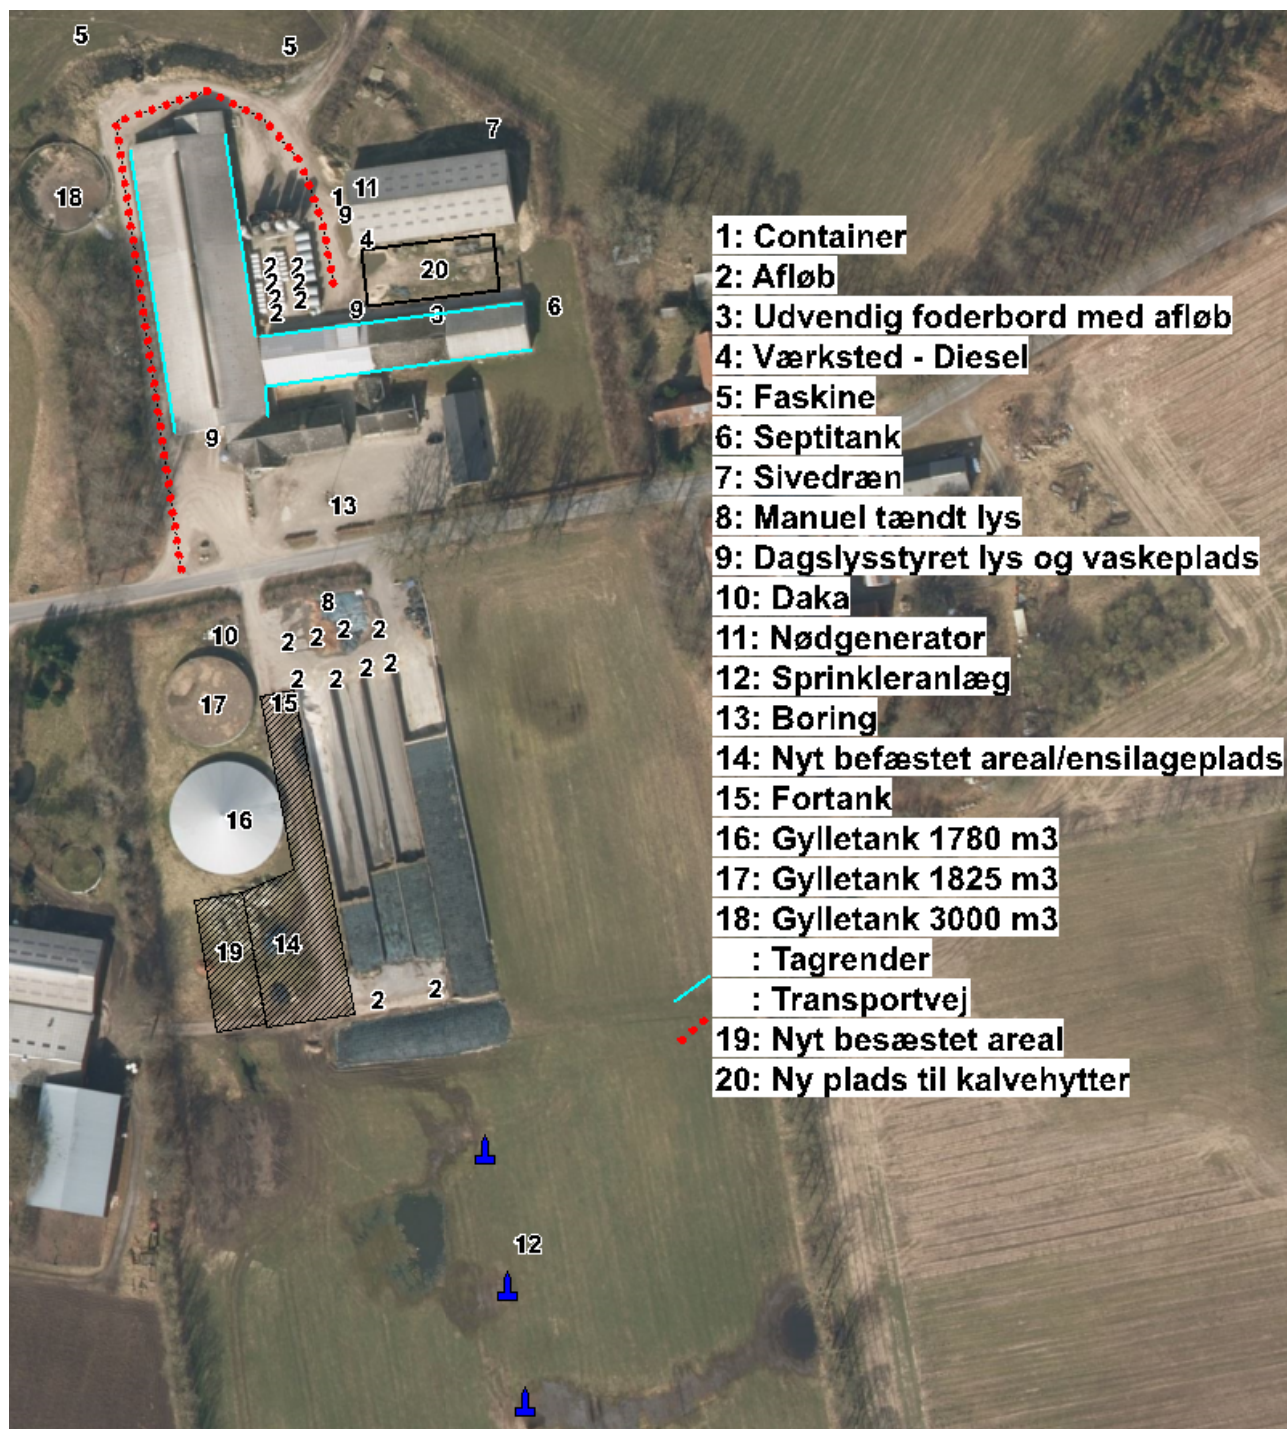 5
5
7
18
11
1
9
4
20
2 2
2 2
2 2
2 2
9
3
6
9
13
8
2 2 2 2
10
2 2 2 2
17
15
16
19
14
2 2
12
1: Container
2: Afløb
3: Udvendig foderbord med afløb
4: Værksted - Diesel
5: Faskine
6: Septitank
7: Sivedræn
8: Manuel tændt lys
9: Dagslysstyret lys og vaskeplads
10: Daka
11: Nødgenerator
12: Sprinkleranlæg
13: Boring
14: Nyt befæstet areal/ensilageplads
15: Fortank
16: Gylletank 1780 m3
17: Gylletank 1825 m3
18: Gylletank 3000 m3
: Tagrender
: Transportvej
19: Nyt besæstet areal
20: Ny plads til kalvehytter